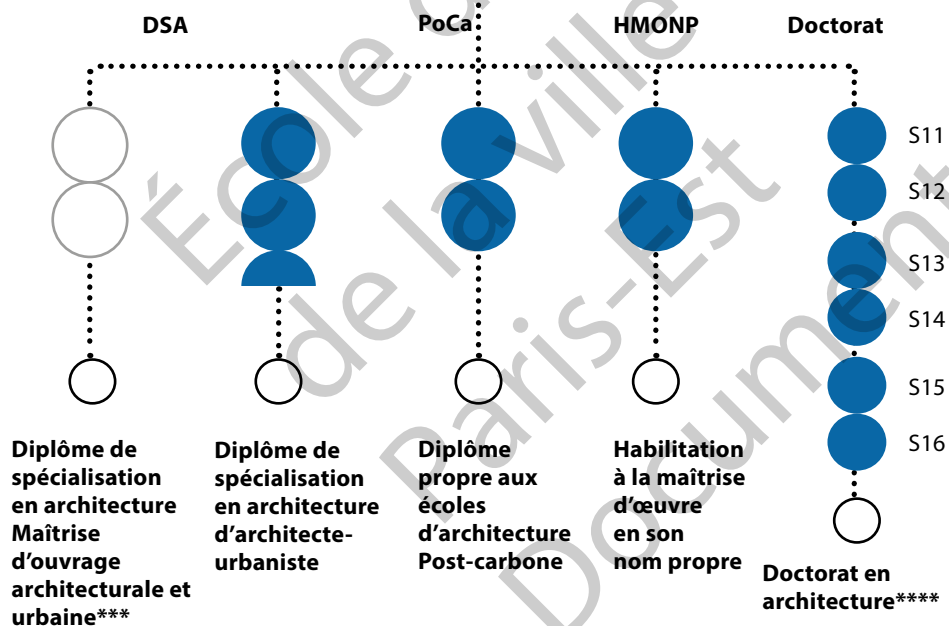 DSA
PoCa
HMONP
Doctorat
S11
S12
S13
S14
S15
S16
Diplôme de
spécialisation
en architecture
Maîtrise
d'ouvrage
architecturale et
urbaine***
Diplôme de
spécialisation
en architecture
d'architecte-
urbaniste
Diplôme
propre aux
écoles
d'architecture
Post-carbone
Habilitation
à la maîtrise
d'œuvre
en son
nom propre
Doctorat en
architecture****
École d
de la ville
Paris-Est
Document